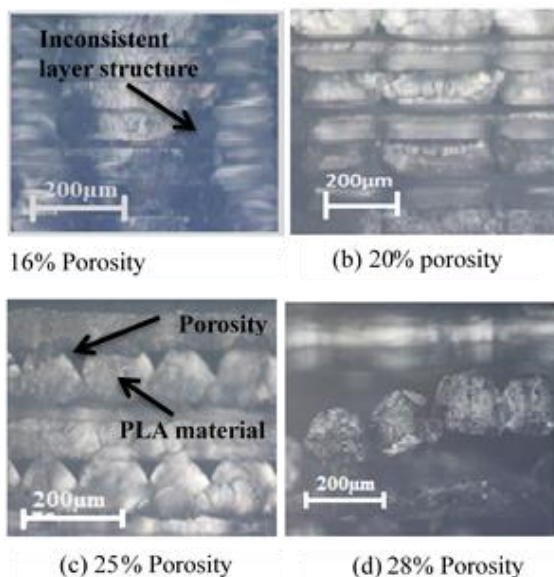 Inconsistent
layer structure
200μm
200μm
16% Porosity
(b) 20% porosity
Porosity
PLA material
200μm
200μm
(c) 25% Porosity
(d) 28% Porosity